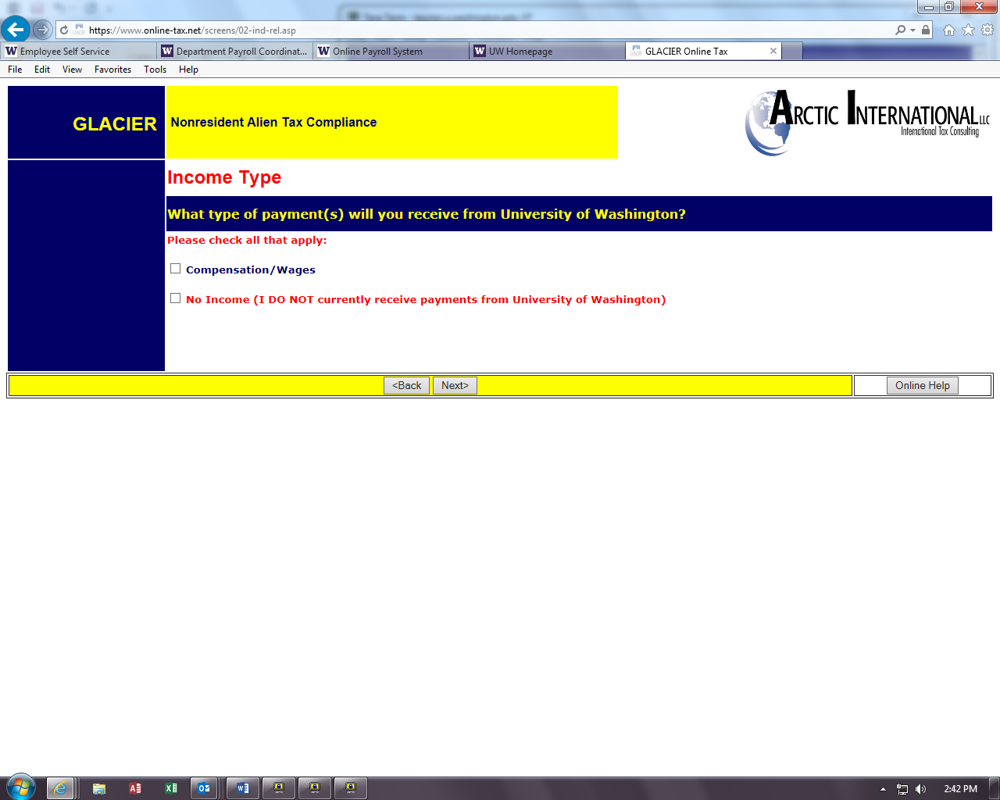 https://www.online-tax.net/screens/02-ind-rel.asp
Employee Self Service
Department Payroll Coordinat...
Online Payroll System
UW Homepage
GLACIER Online Tax
File Edit View Favorites Tools Help
GLACIER
Nonresident Alien Tax Compliance
ARCTIC INTERNATIONAL LLC
International Tax Consulting
Income Type
What type of payment(s) will you receive from University of Washington?
Please check all that apply:
Compensation/Wages
No Income (I DO NOT currently receive payments from University of Washington)
<Back Next> Online Help
2:42 PM